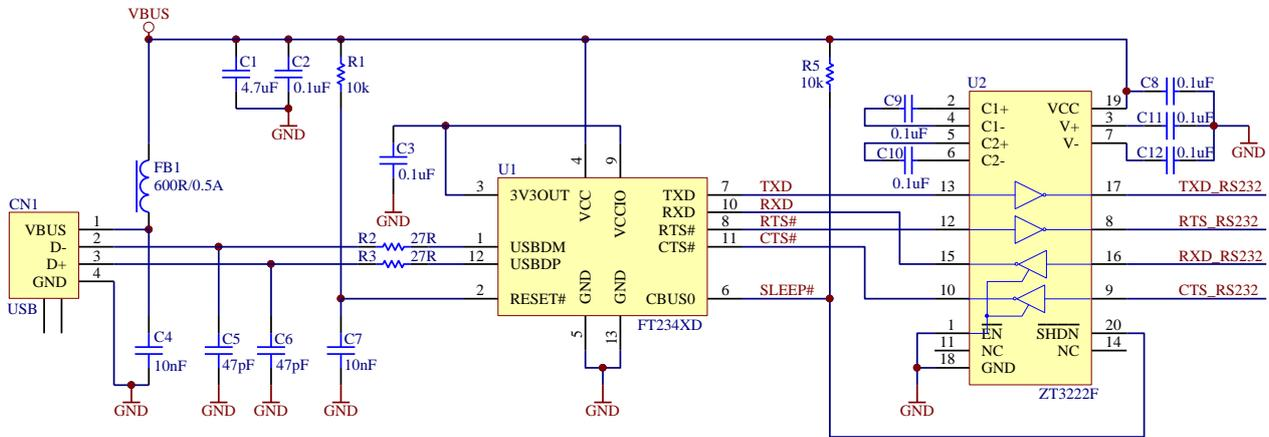 VBUS
C1
4.7uF
C2
0.1uF
R1
10k
GND
FB1
600R/0.5A
C3
0.1uF
GND
R5
10k
CN1
VBUS 1
D- 2
D+ 3
GND 4
USB
R2 27R
R3 27R
C4
10nF
C5
47pF
C6
47pF
C7
10nF
GND
GND
GND
GND
U1
4 VCC
9 VCCIO
3 3V3OUT
1 USBDM
12 USBDP
2 RESET#
TXD 7 TXD
RXD 10 RXD
RTS# 8 RTS#
CTS# 11 CTS#
CBUS0 6 SLEEP#
GND 5
GND 13
FT234XD
GND
U2
C9
0.1uF
C10
0.1uF
2 C1+ VCC 19
4 C1- V+ 3
5 C2+ V- 7
6 C2-
C8 0.1uF
C11 0.1uF
C12 0.1uF
GND
13 17 TXD_RS232
12 8 RTS_RS232
15 16 RXD_RS232
10 9 CTS_RS232
1 EN SHDN 20
11 NC NC 14
18 GND
ZT3222F
GND